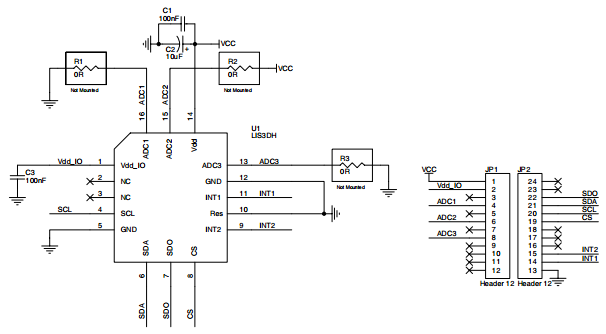 C1
100nF
C2
10uF
+
VCC
R1
0R
Not Mounted
R2
0R
Not Mounted
VCC
ADC1
ADC2
16
15
14
ADC1
ADC2
Vdd
U1
LIS3DH
C3
100nF
Vdd_IO
1
Vdd_IO
2
NC
3
NC
SCL
4
SCL
5
GND
ADC3
13
ADC3
GND
12
INT1
11
INT1
Res
10
INT2
9
INT2
R3
0R
Not Mounted
SDA
SDO
CS
6
7
8
SDA
SDO
CS
JP1
JP2
VCC
1
24
Vdd_IO
2
23
3
22
SDO
ADC1
4
21
SDA
5
20
SCL
ADC2
6
19
CS
7
18
ADC3
8
17
9
16
10
15
INT2
11
14
INT1
12
13
Header 12
Header 12